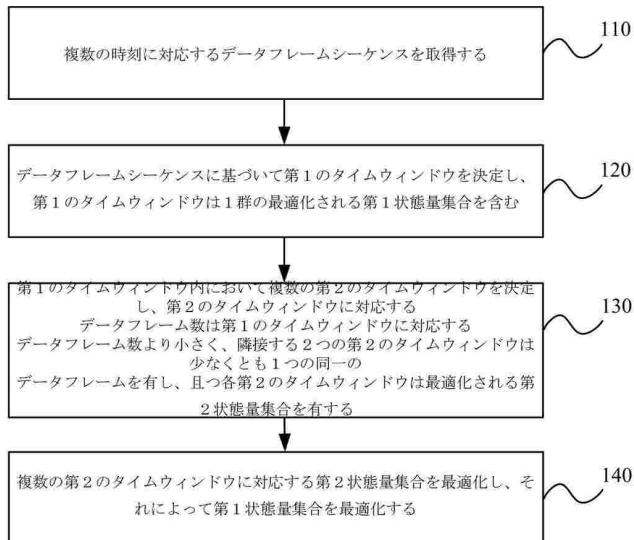 複数の時刻に対応するデータフレームシーケンスを取得する
110
データフレームシーケンスに基づいて第１のタイムウィンドウを決定し、
第１のタイムウィンドウは１群の最適化される第１状態量集合を含む
120
第１のタイムウィンドウ内において複数の第２のタイムウィンドウを決定
し、第２のタイムウィンドウに対応する
データフレーム数は第１のタイムウィンドウに対応する
データフレーム数より小さく、隣接する２つの第２のタイムウィンドウは
少なくとも１つの同一の
データフレームを有し、且つ各第２のタイムウィンドウは最適化される第
２状態量集合を有する
130
複数の第２のタイムウィンドウに対応する第２状態量集合を最適化し、そ
れによって第１状態量集合を最適化する
140